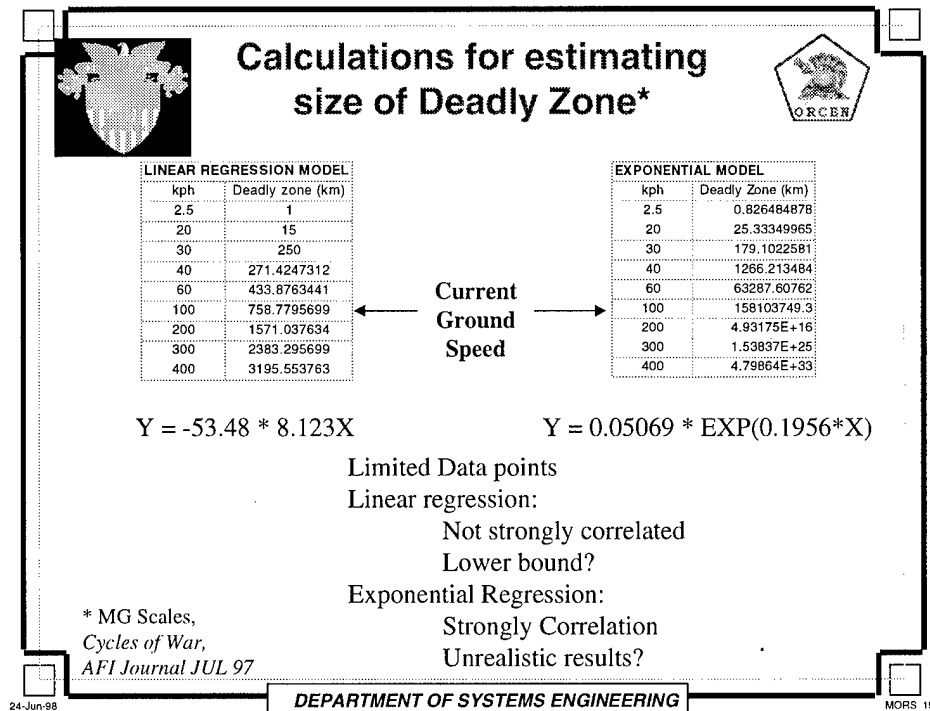 Calculations for estimating
size of Deadly Zone*
ORCEN
LINEAR REGRESSION MODEL
kph Deadly zone (km)
2.5 1
20 15
30 250
40 271.4247312
60 433.8763441
100 758.7795699
200 1571.037634
300 2383.295699
400 3195.553763
Current
Ground
Speed
EXPONENTIAL MODEL
kph Deadly Zone (km)
2.5 0.826484878
20 25.33349965
30 179.1022581
40 1266.213484
60 63287.60762
100 158103749.3
200 4.93175E+16
300 1.53837E+25
400 4.79864E+33
Y = -53.48 * 8.123X
Y = 0.05069 * EXP(0.1956*X)
Limited Data points
Linear regression:
Not strongly correlated
Lower bound?
Exponential Regression:
Strongly Correlation
Unrealistic results?
* MG Scales,
Cycles of War,
AFI Journal JUL 97
24-Jun-98
DEPARTMENT OF SYSTEMS ENGINEERING
MORS